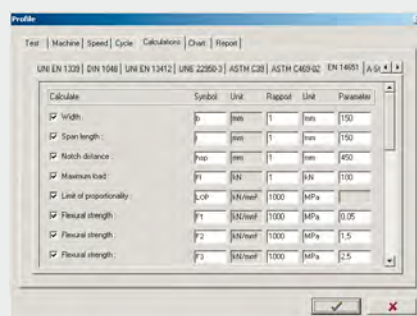 Profile
Test Machine Speed Cycle Calculations Chart Report
UNI EN 1339 DIN 1048 UNI EN 13412 UNE 22950-3 ASTM C39 ASTM C469-02 EN 14651
Calculate Symbol Unit Rapport Unit Parameter
Width : b mm 1 mm 150
Span length : l mm 1 mm 150
Notch distance : hsp mm 1 mm 450
Maximum load : Fl kN 1 kN 100
Limit of proportionality : LOP kN/mm² 1000 MPa
Flexural strength : F1 kN/mm² 1000 MPa 0.05
Flexural strength : F2 kN/mm² 1000 MPa 1.5
Flexural strength : F3 kN/mm² 1000 MPa 2.5